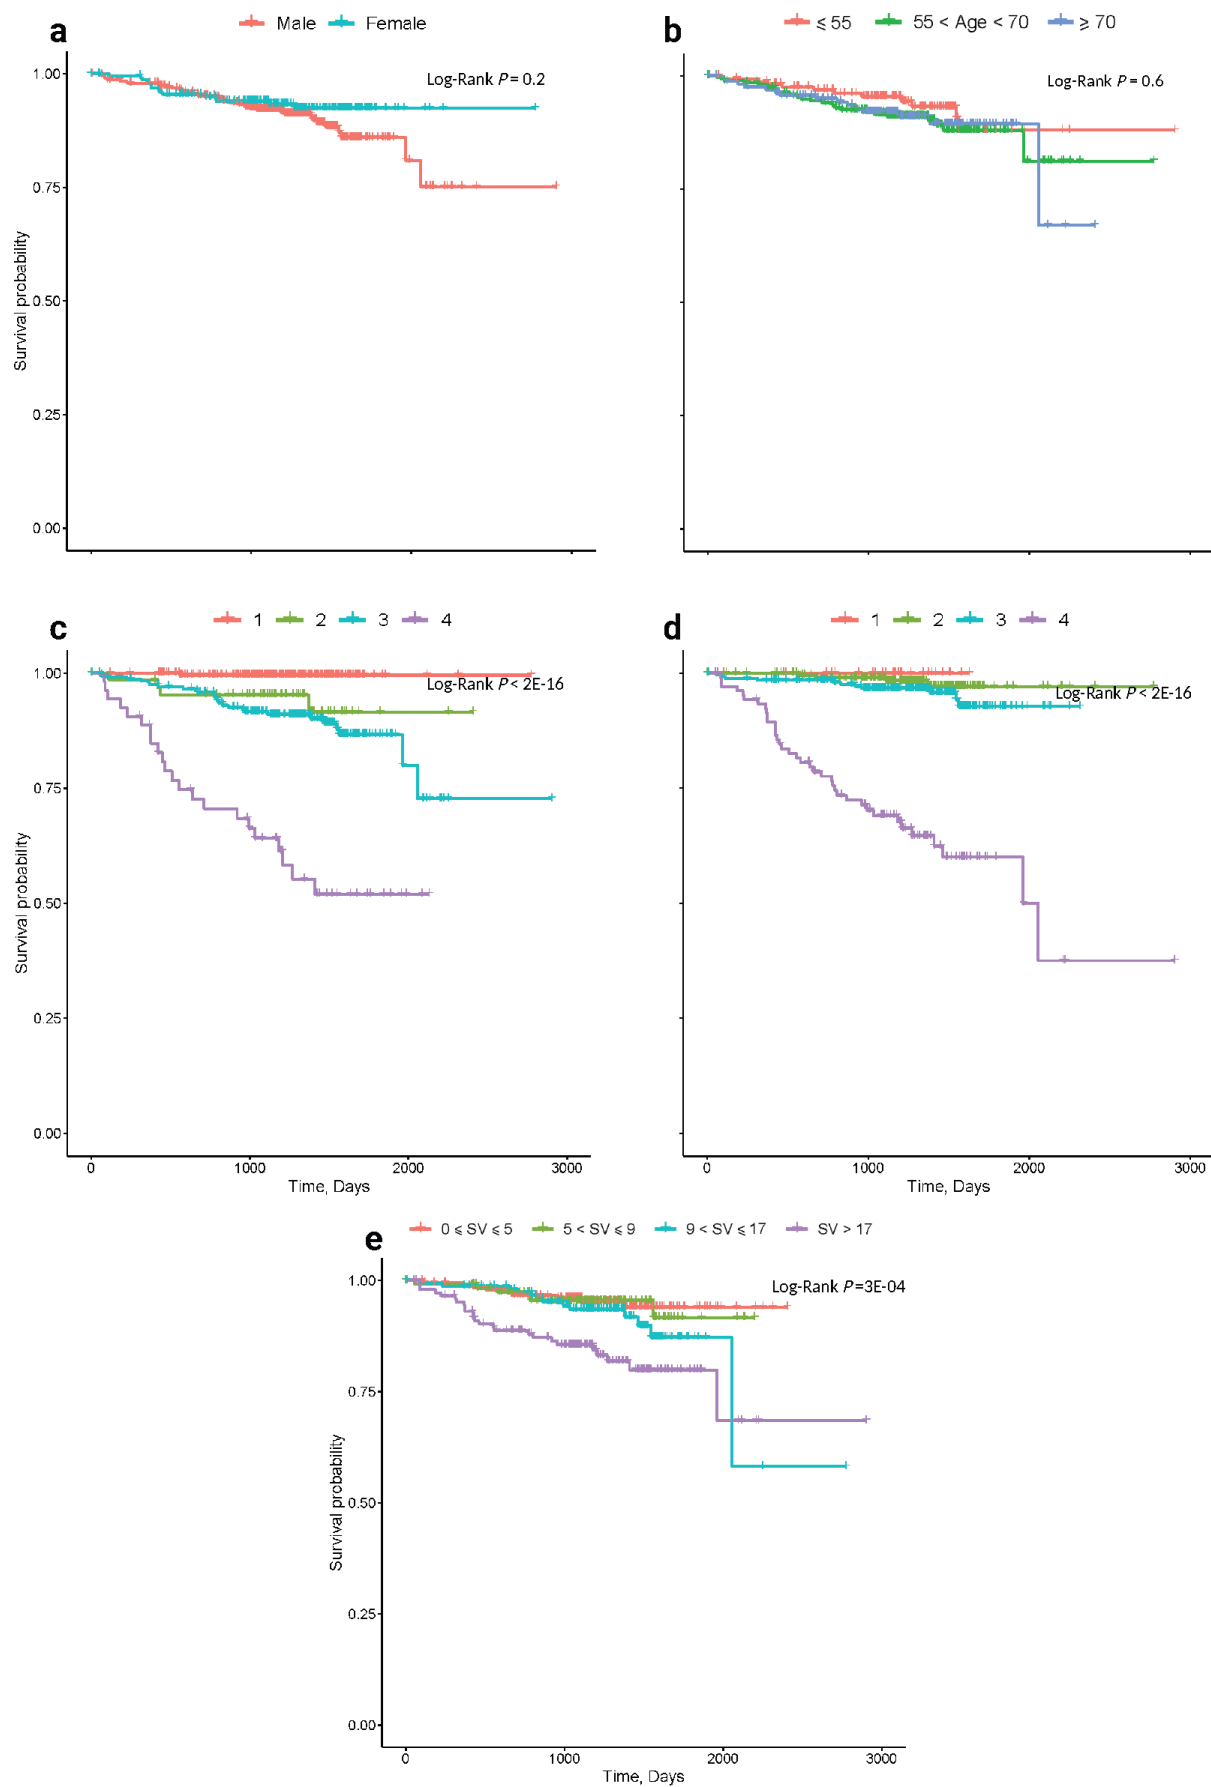 a
Male Female
Log-Rank P = 0.2
1.00
0.75
0.50
0.25
0.00
Survival probability
b
≤ 55 55 < Age < 70 ≥ 70
Log-Rank P = 0.6
c
1 2 3 4
Log-Rank P < 2E-16
1.00
0.75
0.50
0.25
0.00
Survival probability
0 1000 2000 3000
Time, Days
d
1 2 3 4
Log-Rank P < 2E-16
0 1000 2000 3000
Time, Days
e
0 ≤ SV ≤ 5 5 < SV ≤ 9 9 < SV ≤ 17 SV > 17
Log-Rank P =3E-04
1.00
0.75
0.50
0.25
0.00
Survival probability
0 1000 2000 3000
Time, Days